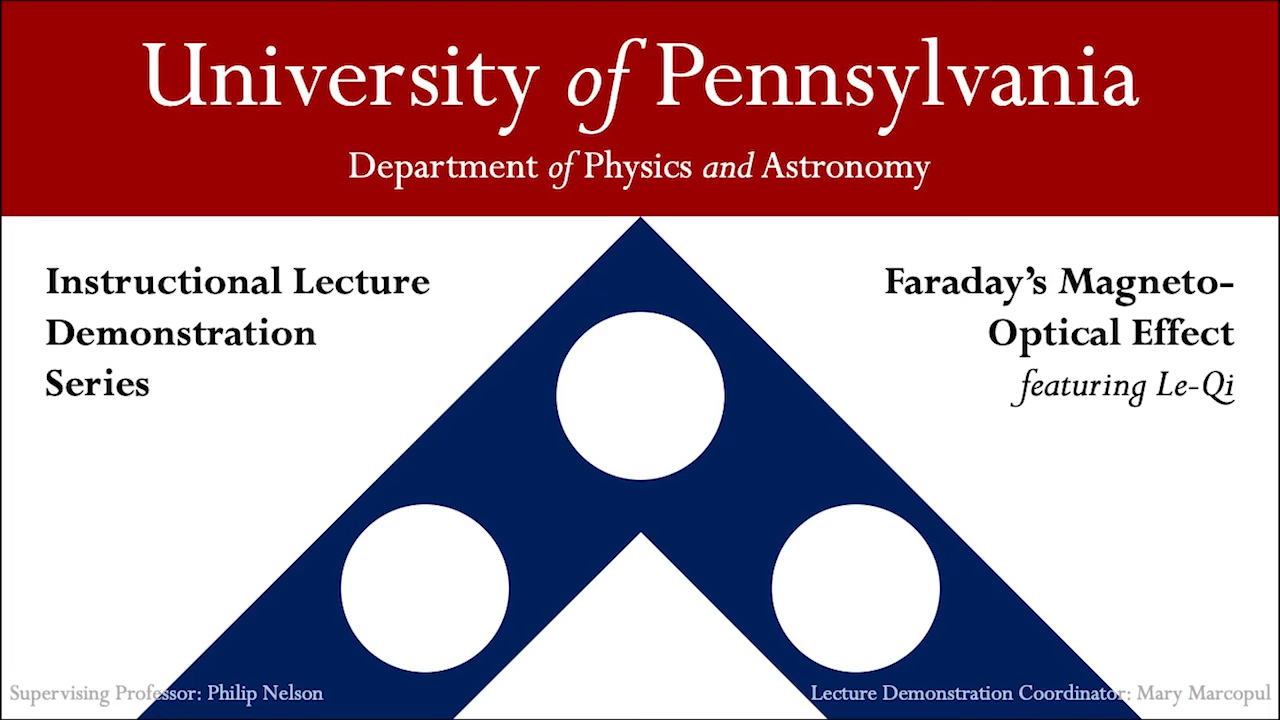 University of Pennsylvania
Department of Physics and Astronomy
Instructional Lecture
Demonstration
Series
Faraday’s Magneto-
Optical Effect
featuring Le-Qi
Supervising Professor: Philip Nelson
Lecture Demonstration Coordinator: Mary Marcopul